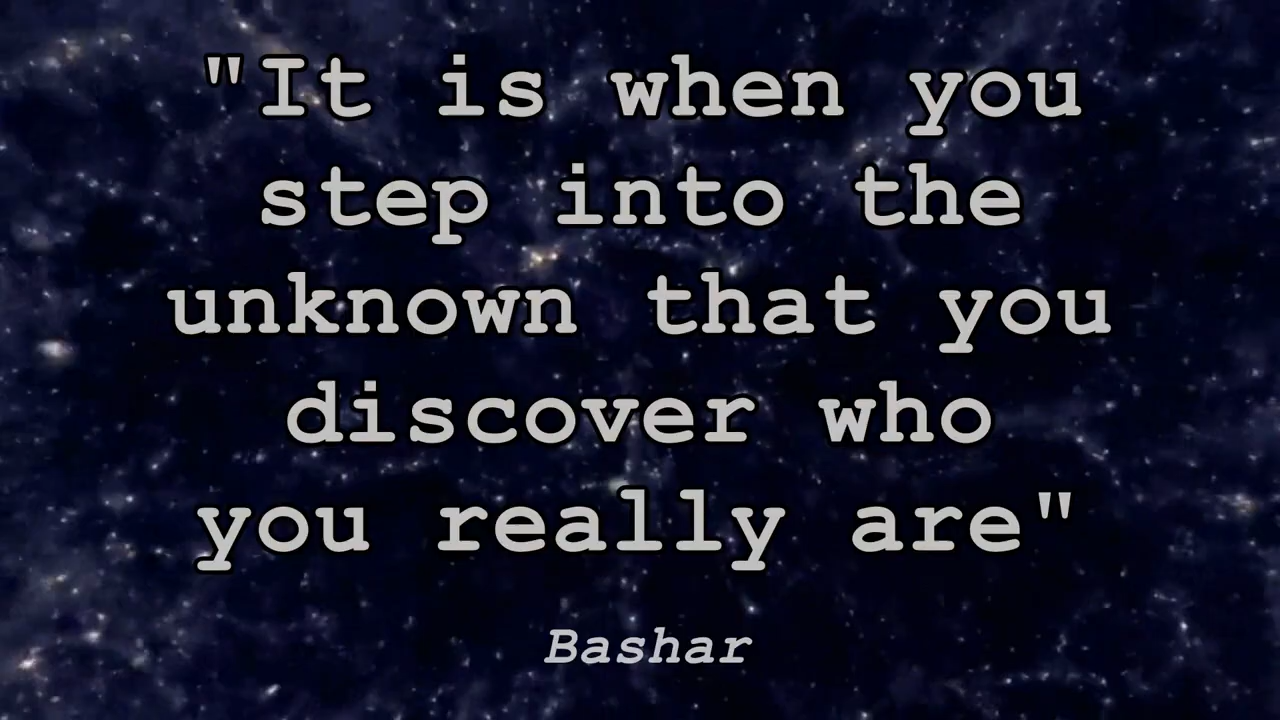 "It is when you
step into the
unknown that you
discover who
you really are"
Bashar